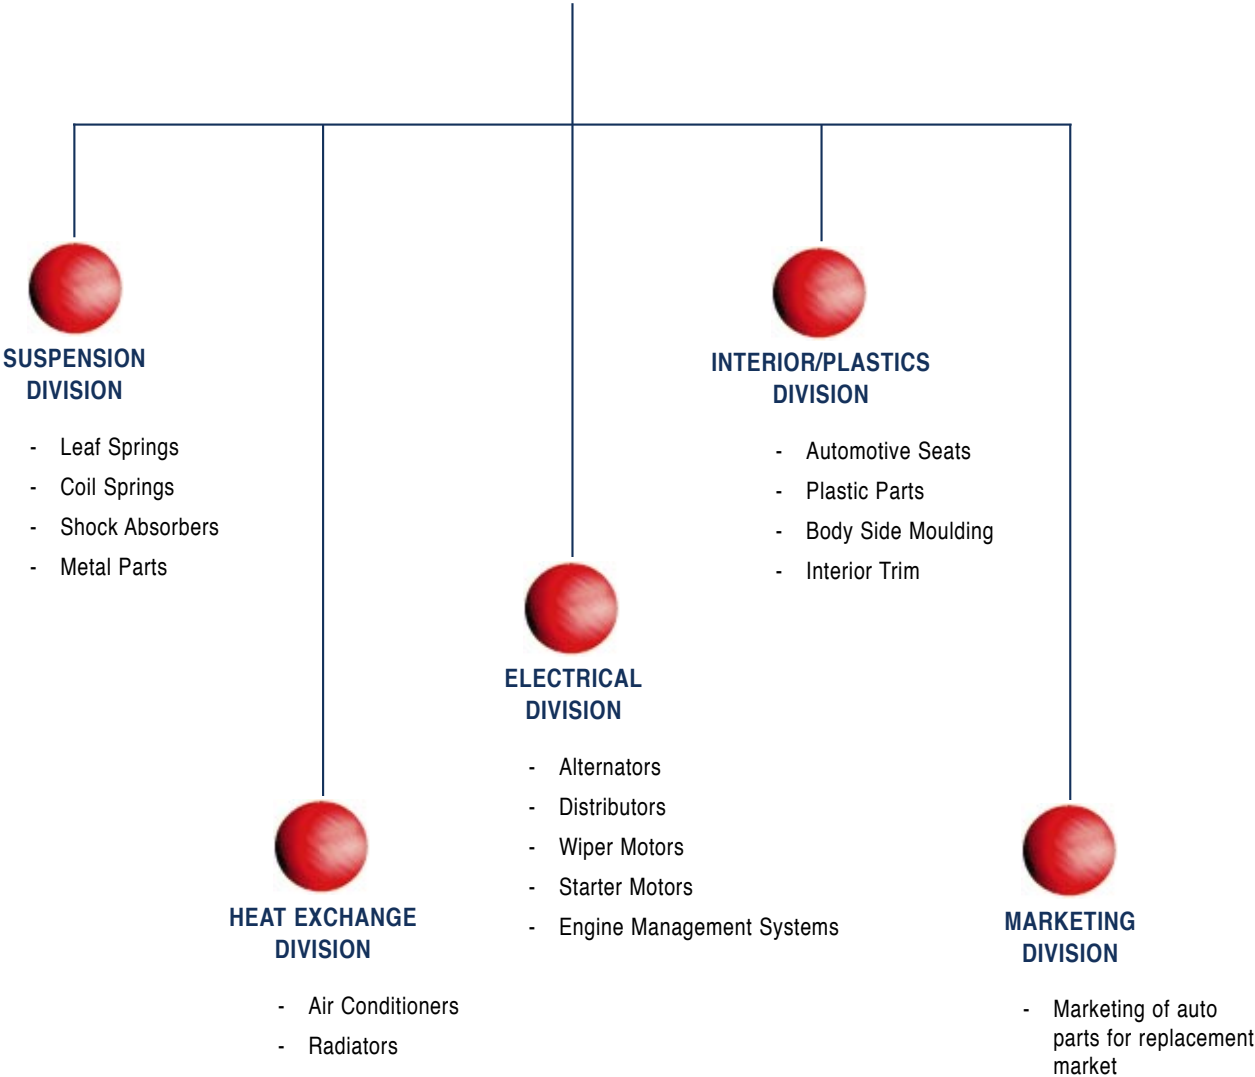 SUSPENSION
DIVISION
- Leaf Springs
- Coil Springs
- Shock Absorbers
- Metal Parts
HEAT EXCHANGE
DIVISION
- Air Conditioners
- Radiators
ELECTRICAL
DIVISION
- Alternators
- Distributors
- Wiper Motors
- Starter Motors
- Engine Management Systems
INTERIOR/PLASTICS
DIVISION
- Automotive Seats
- Plastic Parts
- Body Side Moulding
- Interior Trim
MARKETING
DIVISION
- Marketing of auto
parts for replacement
market